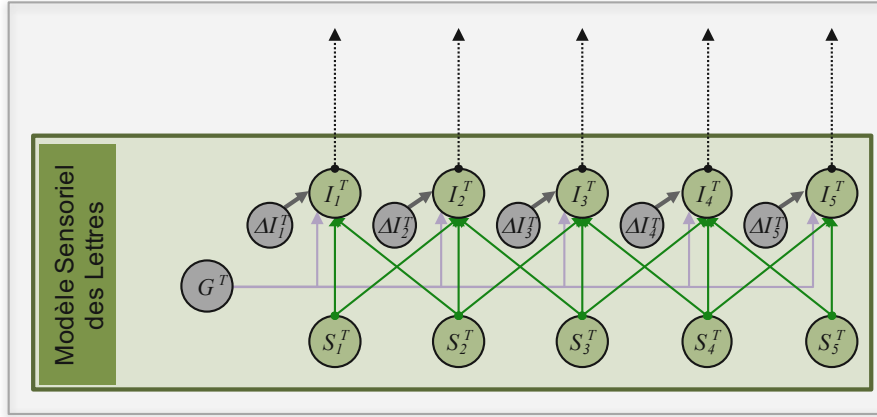 Modèle Sensoriel
des Lettres
I₁ᵀ I₂ᵀ I₃ᵀ I₄ᵀ I₅ᵀ
ΔI₁ᵀ ΔI₂ᵀ ΔI₃ᵀ ΔI₄ᵀ ΔI₅ᵀ
Gᵀ
S₁ᵀ S₂ᵀ S₃ᵀ S₄ᵀ S₅ᵀ